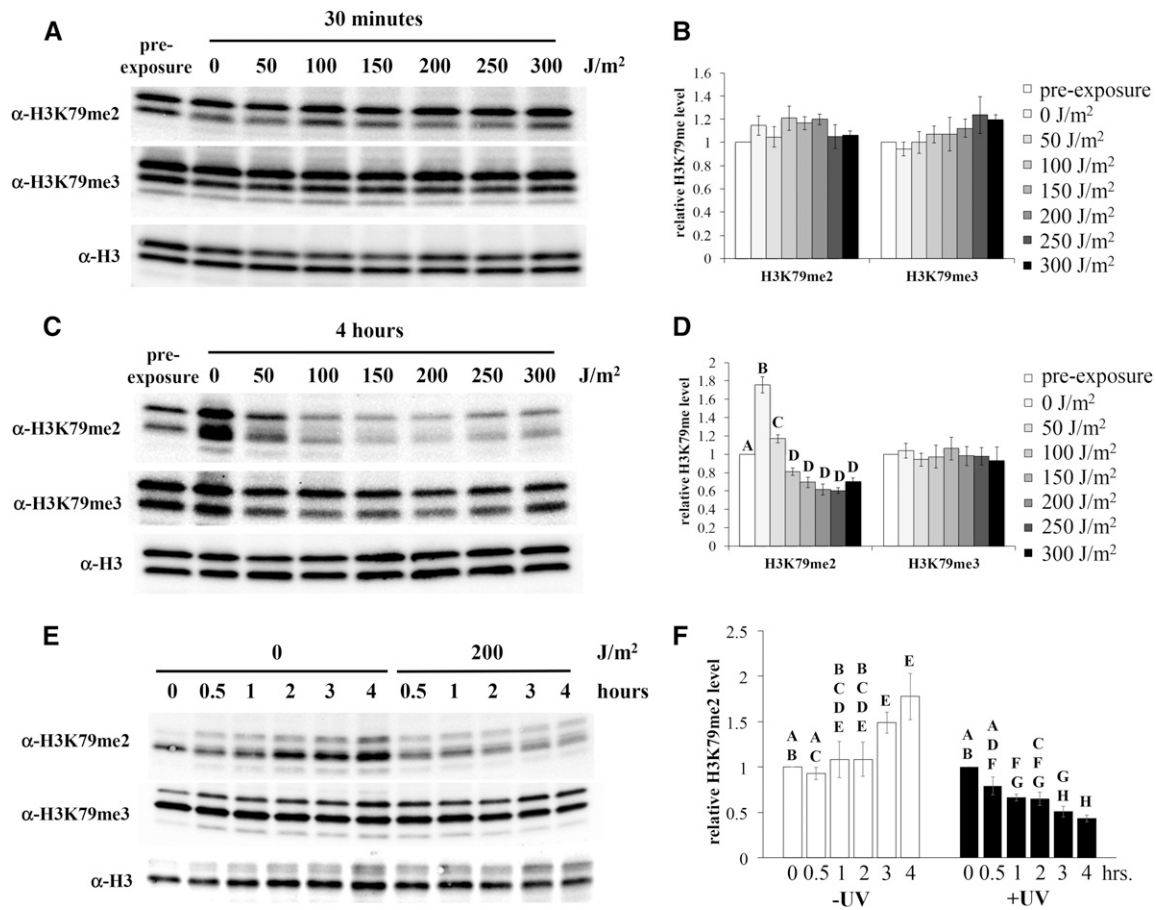 A
30 minutes
pre-
exposure 0 50 100 150 200 250 300 J/m²
α-H3K79me2
α-H3K79me3
α-H3
B
relative H3K79me level
1.6
1.4
1.2
1
0.8
0.6
0.4
0.2
0
H3K79me2 H3K79me3
pre-exposure
0 J/m²
50 J/m²
100 J/m²
150 J/m²
200 J/m²
250 J/m²
300 J/m²
C
4 hours
pre-
exposure 0 50 100 150 200 250 300 J/m²
α-H3K79me2
α-H3K79me3
α-H3
D
relative H3K79me level
2
1.8
1.6
1.4
1.2
1
0.8
0.6
0.4
0.2
0
A B C D D D D D
H3K79me2 H3K79me3
pre-exposure
0 J/m²
50 J/m²
100 J/m²
150 J/m²
200 J/m²
250 J/m²
300 J/m²
E
0 200 J/m²
0 0.5 1 2 3 4 0.5 1 2 3 4 hours
α-H3K79me2
α-H3K79me3
α-H3
F
relative H3K79me2 level
2.5
2
1.5
1
0.5
0
A
B
A
C
B
C
D
E
B
C
D
E
E
E
A
B
A
D
F
F
G
C
F
G
G
H
H
0 0.5 1 2 3 4 0 0.5 1 2 3 4 hrs.
-UV +UV